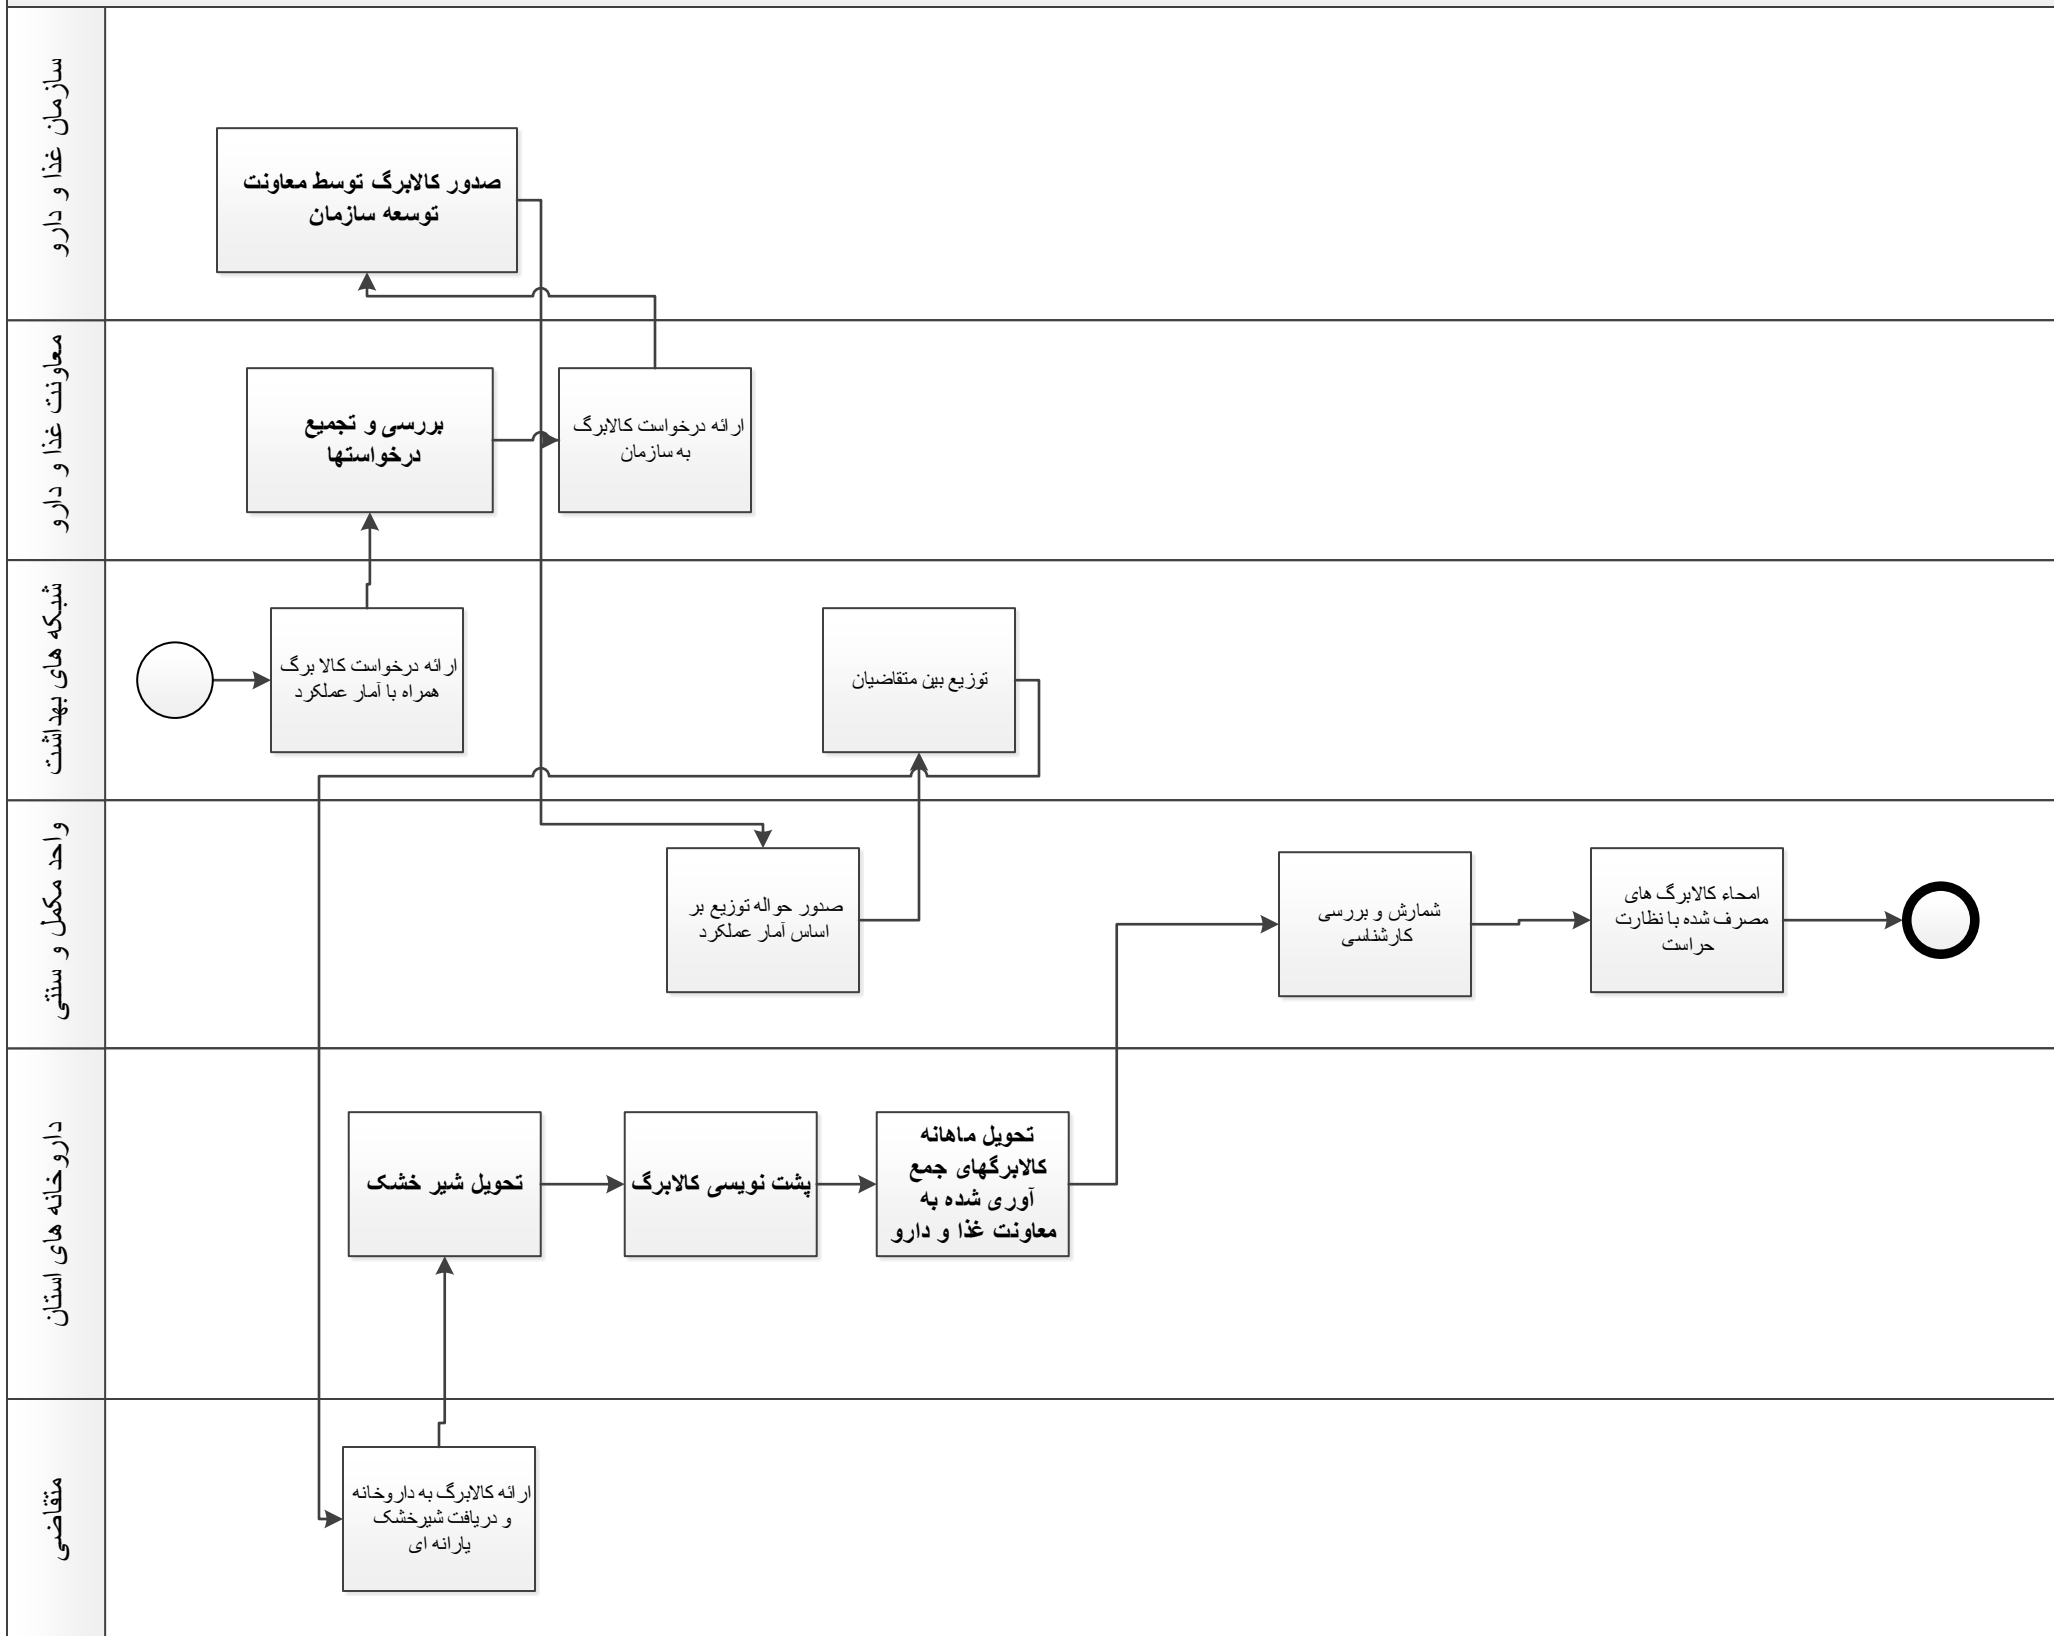 سازمان غذا و دارو
صدور کالابرگ توسط معاونت
توسعه سازمان
معاونت غذا و دارو
بررسی و تجمیع
درخواستها
ارائه درخواست کالابرگ
به سازمان
شبکه های بهداشت
ارائه درخواست کالا برگ
همراه با آمار عملکرد
توزیع بین متقاضیان
واحد مکمل و سنتی
صدور حواله توزیع بر
اساس آمار عملکرد
شمارش و بررسی
کارشناسی
امحاء کالابرگ های
مصرف شده با نظارت
حراست
داروخانه های استان
تحویل شیر خشک
پشت نویسی کالابرگ
تحویل ماهانه
کالابرگهای جمع
آوری شده به
معاونت غذا و دارو
متقاضی
ارائه کالابرگ به داروخانه
و دریافت شیرخشک
یارانه ای